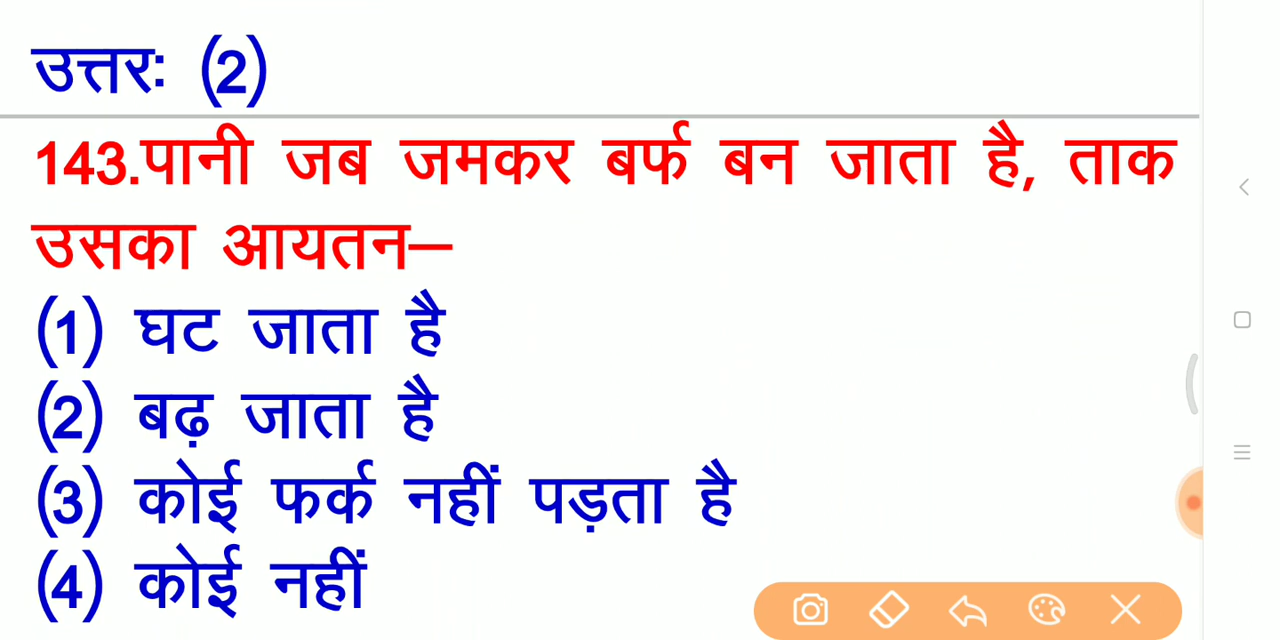 उत्तरः (2)
143.पानी जब जमकर बर्फ बन जाता है, ताक
उसका आयतन–
(1) घट जाता है
(2) बढ़ जाता है
(3) कोई फर्क नहीं पड़ता है
(4) कोई नहीं